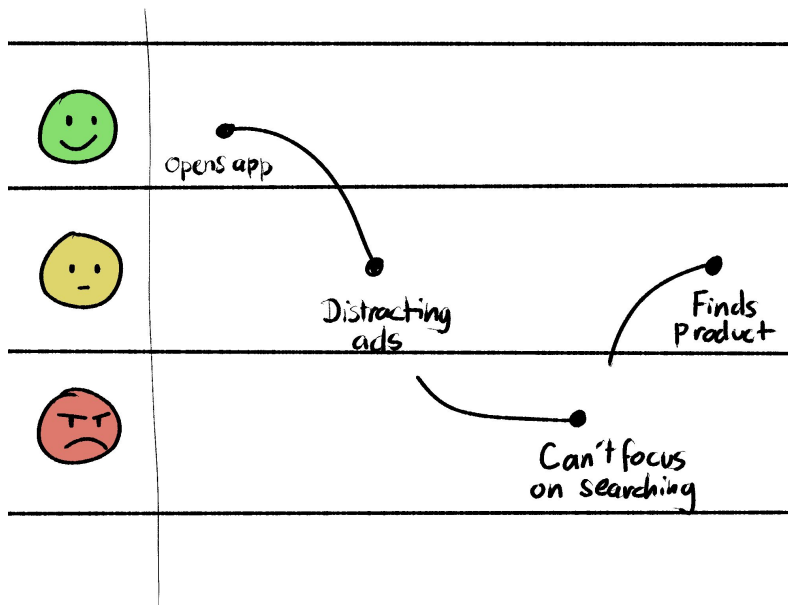 Opens app
Distracting
ads
Finds
product
Can't focus
on searching